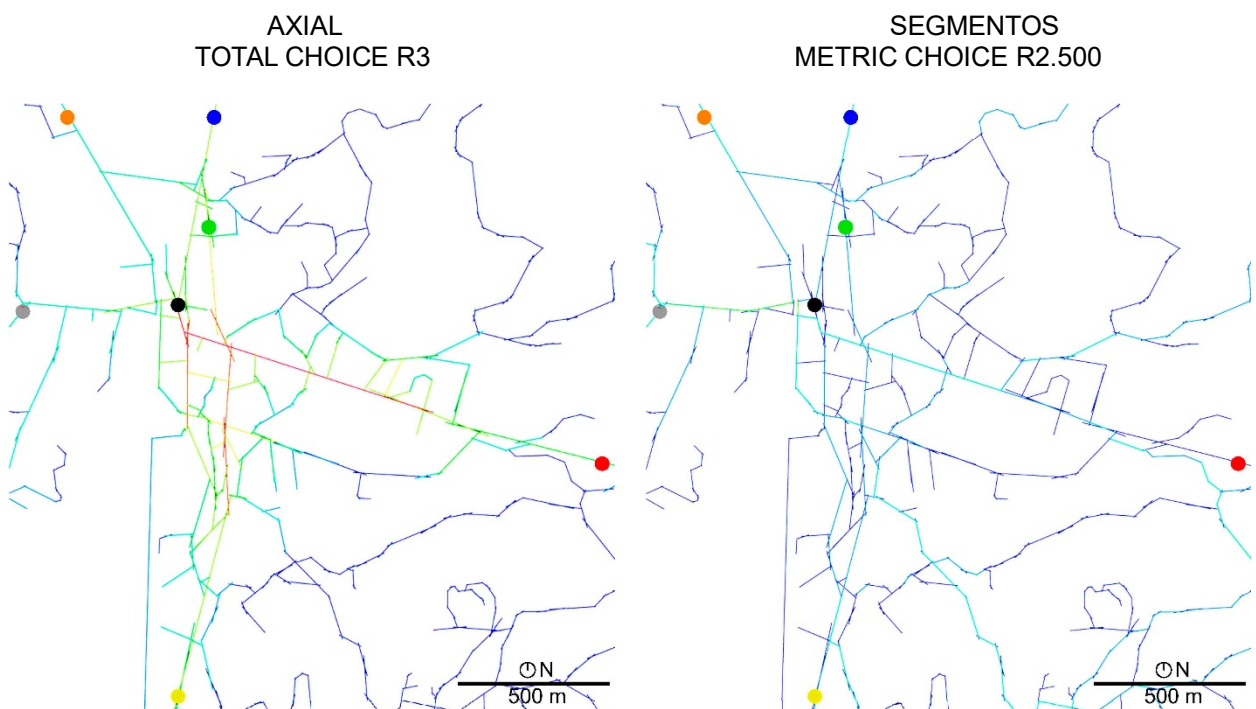 AXIAL
TOTAL CHOICE R3
SEGMENTOS
METRIC CHOICE R2.500
N
500 m
N
500 m